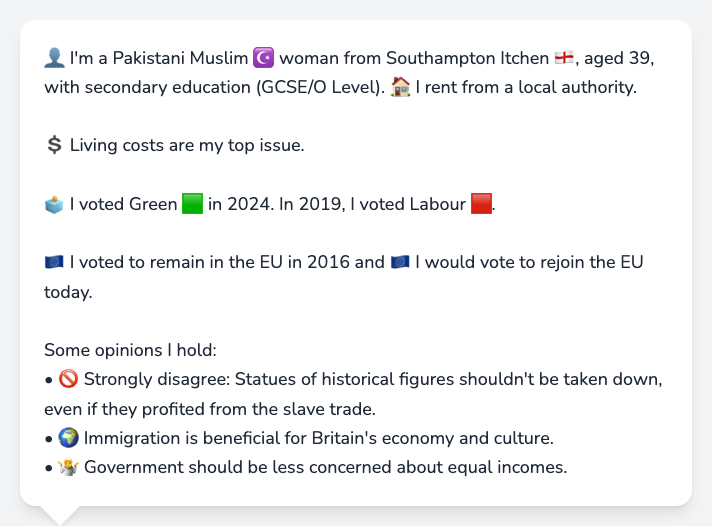 👤 I'm a Pakistani Muslim ☪️ woman from Southampton Itchen 🏴󠁧󠁢󠁥󠁮󠁧󠁿, aged 39,
with secondary education (GCSE/O Level). 🏠 I rent from a local authority.
💲 Living costs are my top issue.
🗳️ I voted Green 🟩 in 2024. In 2019, I voted Labour 🟥.
🇪🇺 I voted to remain in the EU in 2016 and 🇪🇺 I would vote to rejoin the EU
today.
Some opinions I hold:
• 🚫 Strongly disagree: Statues of historical figures shouldn't be taken down,
even if they profited from the slave trade.
• 🌍 Immigration is beneficial for Britain's economy and culture.
• 🤷 Government should be less concerned about equal incomes.